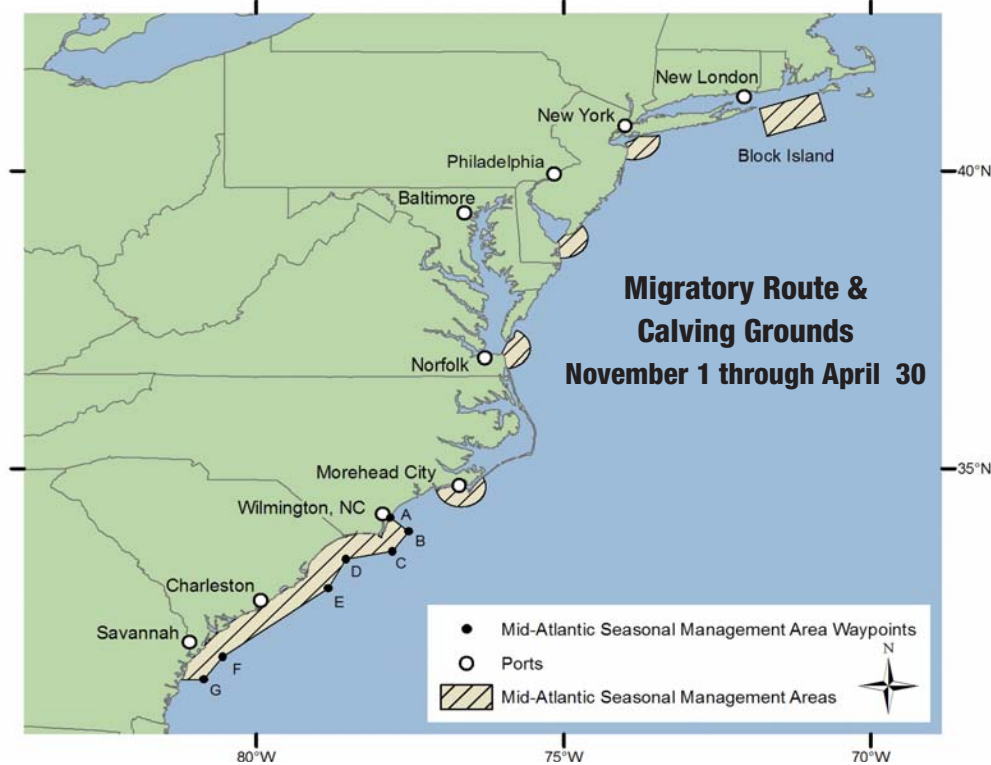 New London
New York
Block Island
Philadelphia
40°N
Baltimore
Migratory Route &
Calving Grounds
November 1 through April 30
Norfolk
35°N
Morehead City
Wilmington, NC
A
B
C
D
E
Charleston
Savannah
F
G
Mid-Atlantic Seasonal Management Area Waypoints
Ports
Mid-Atlantic Seasonal Management Areas
N
80°W
75°W
70°W